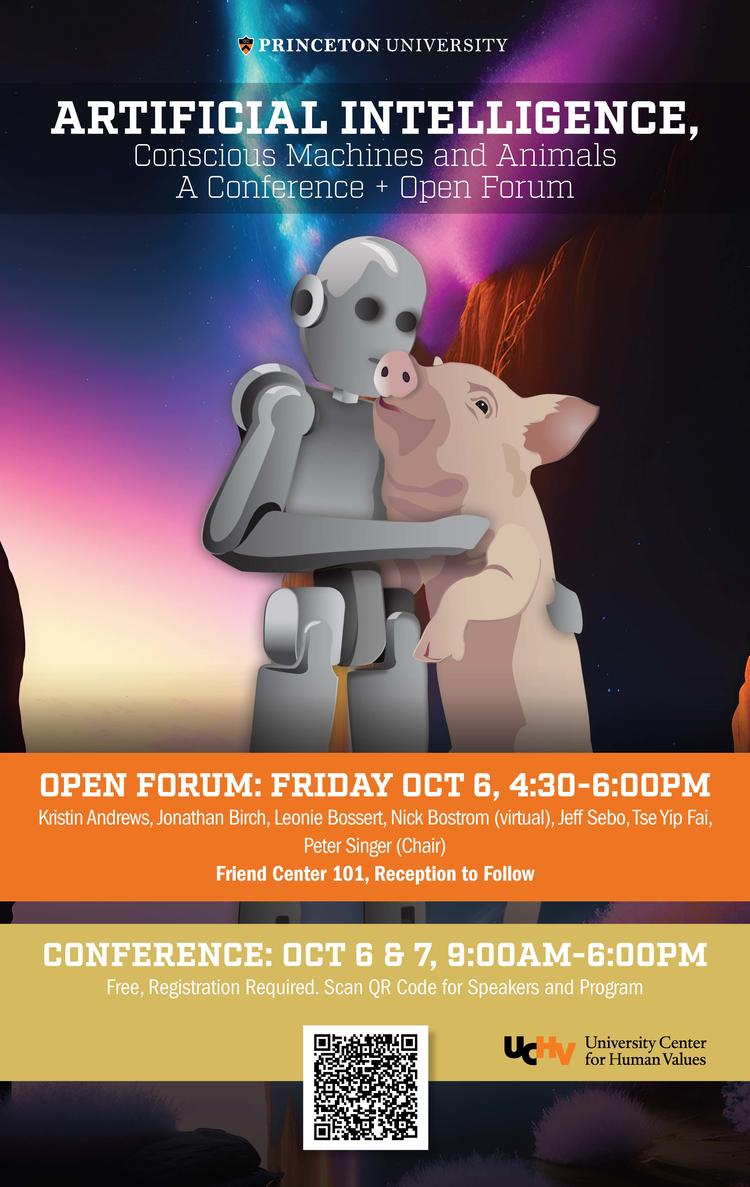 PRINCETON UNIVERSITY
ARTIFICIAL INTELLIGENCE,
Conscious Machines and Animals
A Conference + Open Forum
OPEN FORUM: FRIDAY OCT 6, 4:30-6:00PM
Kristin Andrews, Jonathan Birch, Leonie Bossert, Nick Bostrom (virtual), Jeff Sebo, Tse Yip Fai,
Peter Singer (Chair)
Friend Center 101, Reception to Follow
CONFERENCE: OCT 6 & 7, 9:00AM-6:00PM
Free, Registration Required. Scan QR Code for Speakers and Program
UCHV University Center
for Human Values